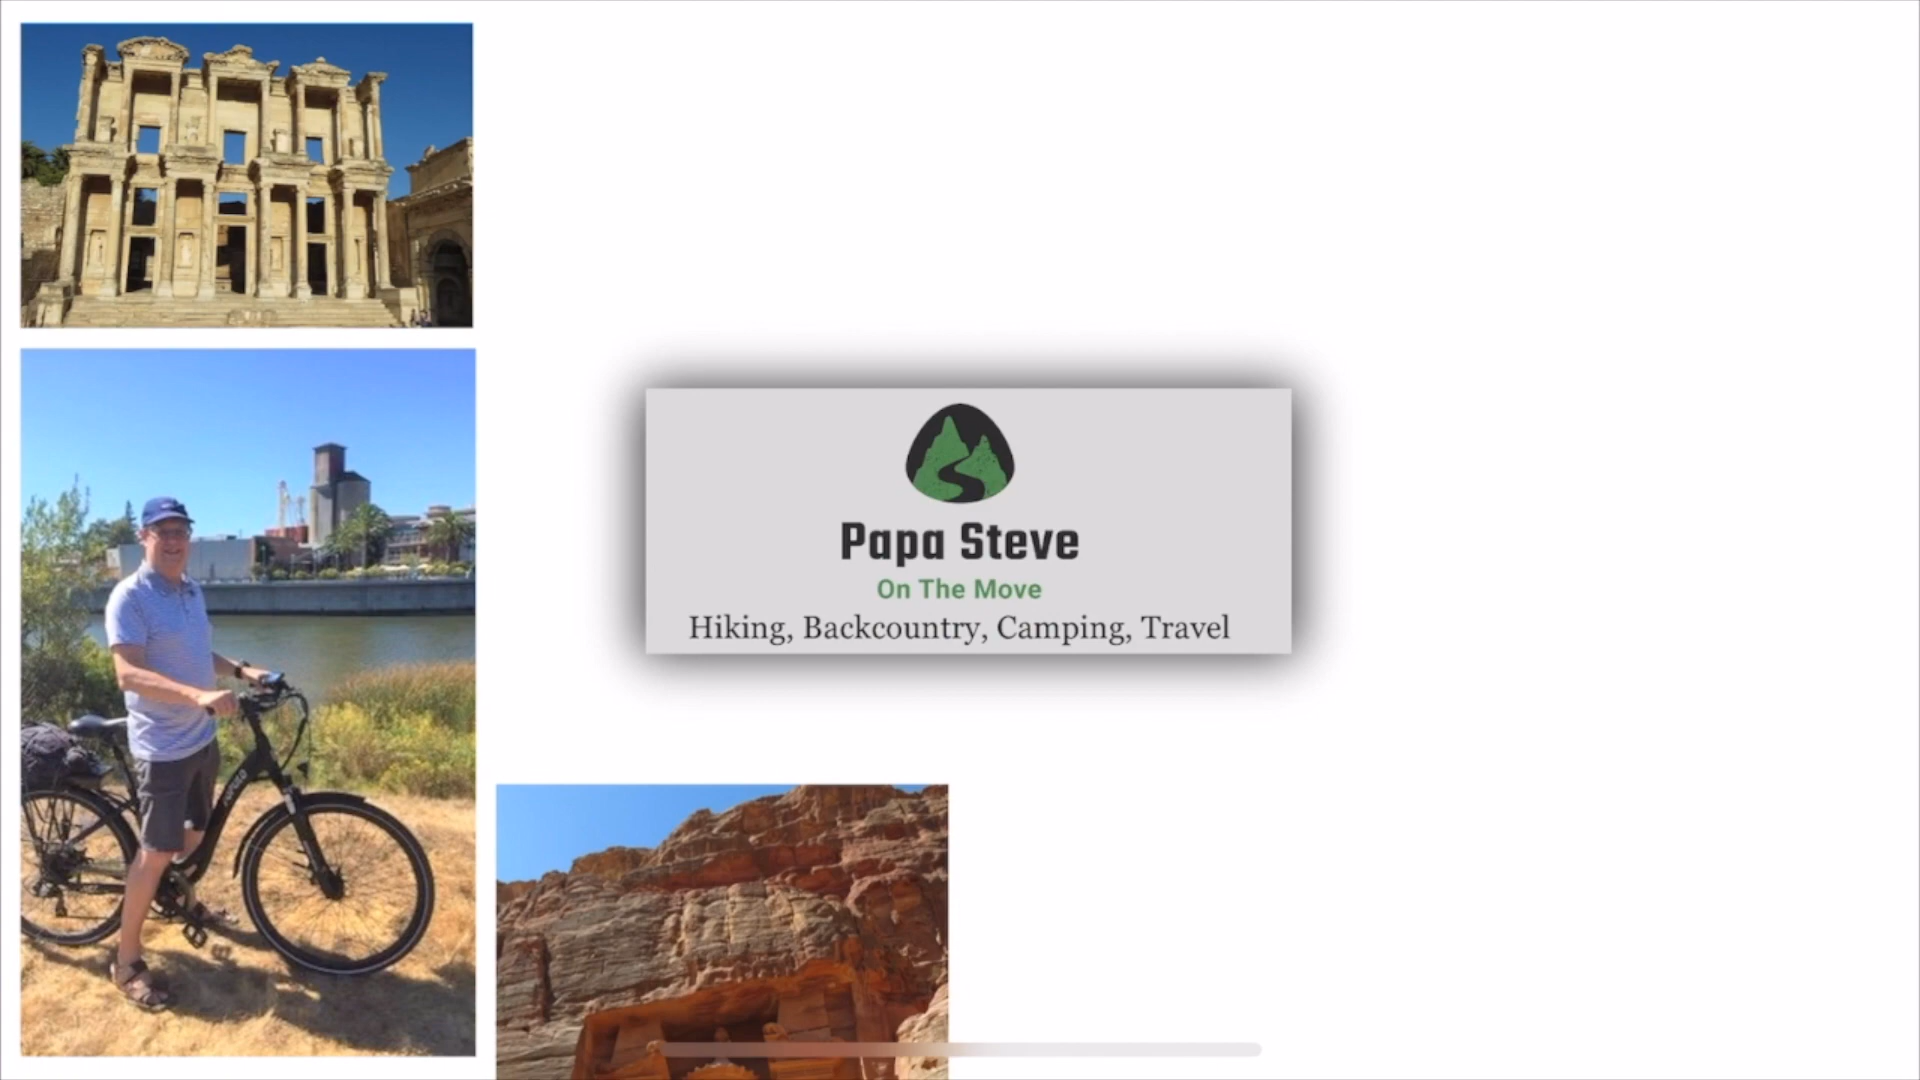 Papa Steve
On The Move
Hiking, Backcountry, Camping, Travel